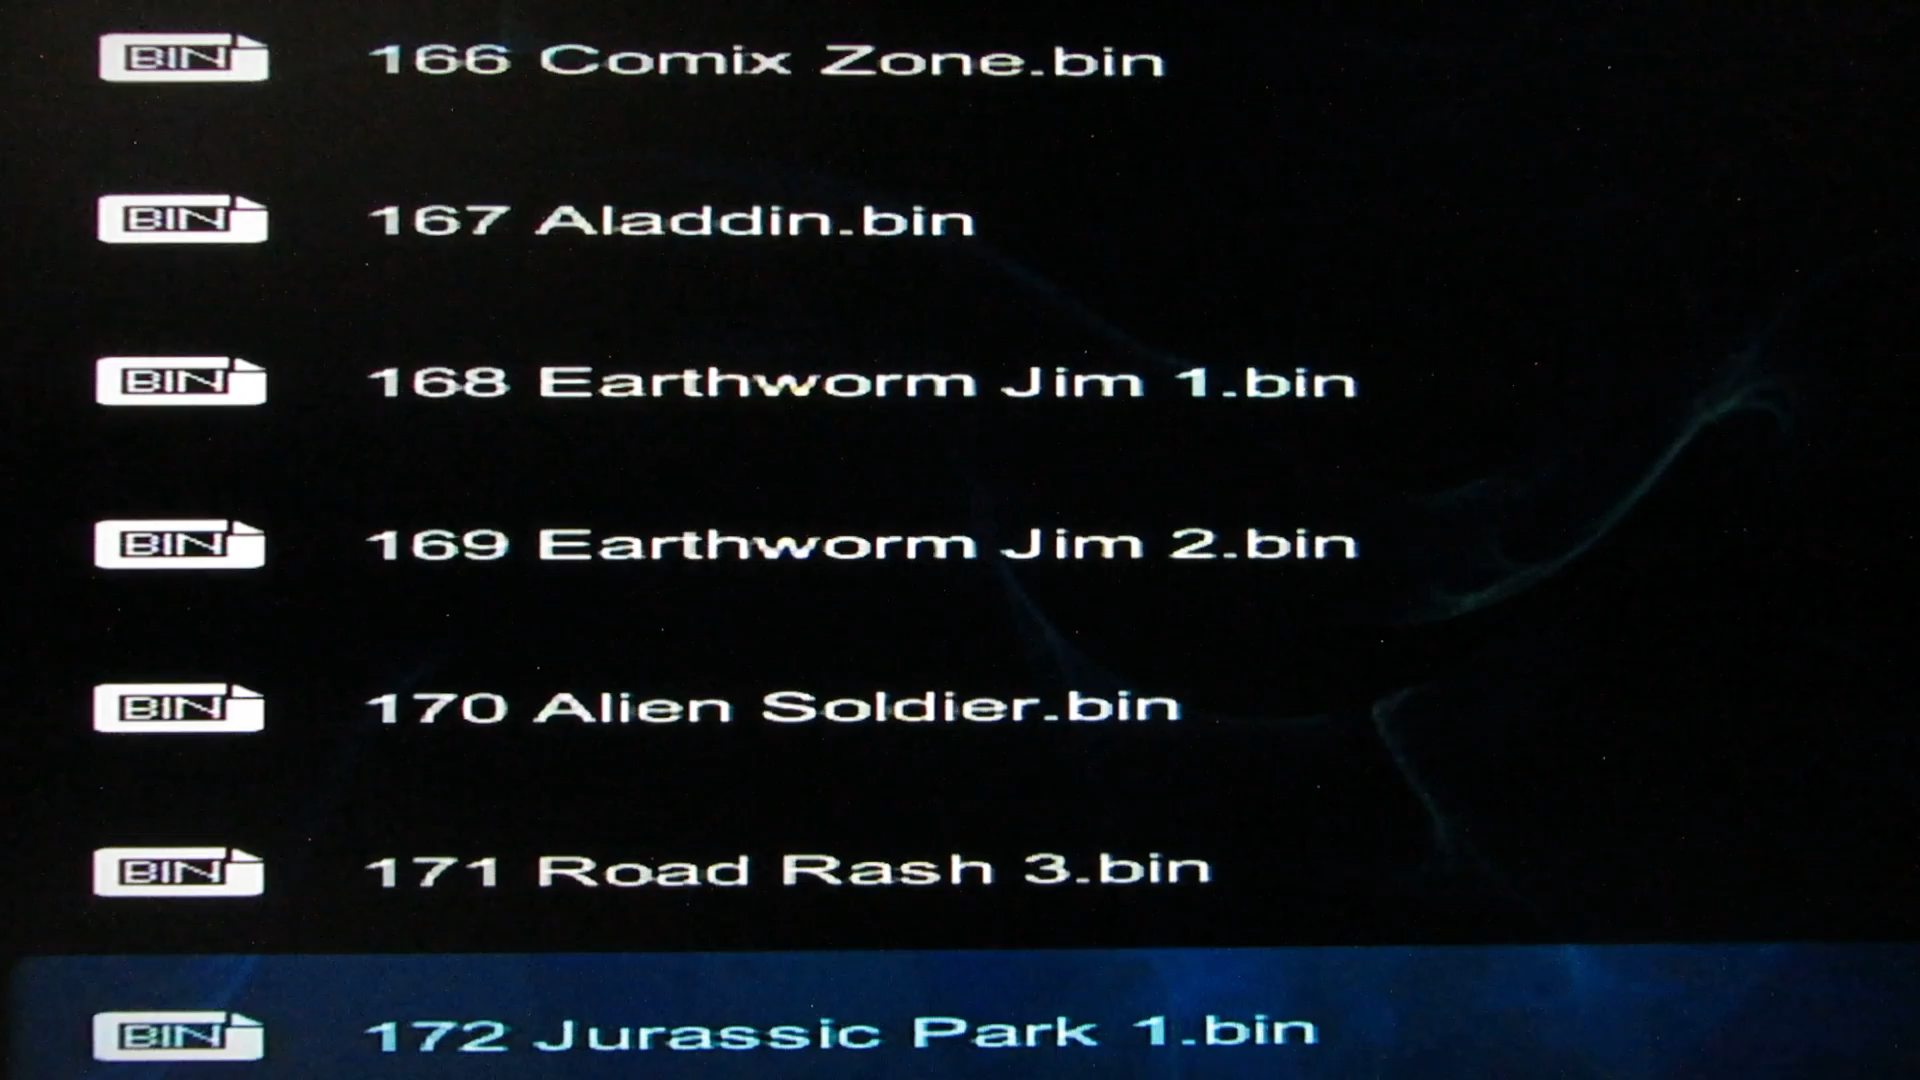 BIN 166 Comix Zone.bin
BIN 167 Aladdin.bin
BIN 168 Earthworm Jim 1.bin
BIN 169 Earthworm Jim 2.bin
BIN 170 Alien Soldier.bin
BIN 171 Road Rash 3.bin
BIN 172 Jurassic Park 1.bin